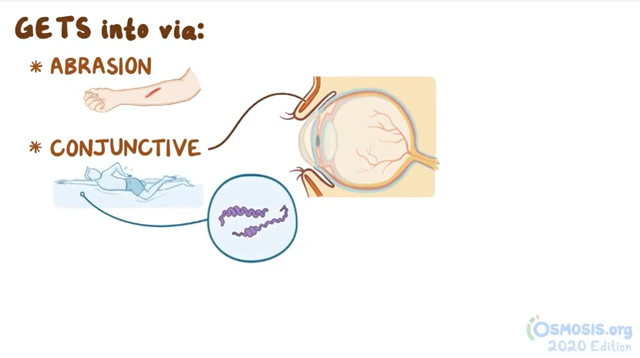 GETS into via:
* ABRASION
* CONJUNCTIVE
OSMOSIS.org
2020 Edition